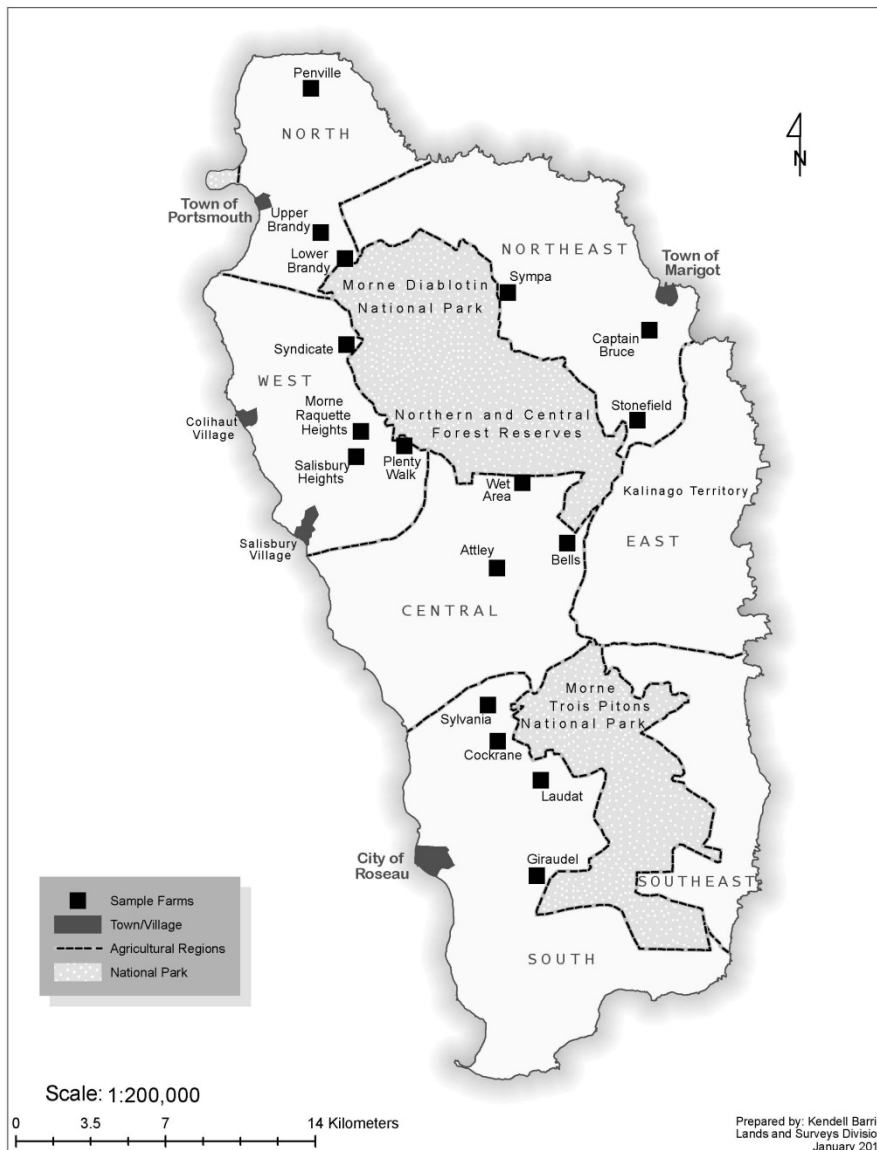 Penville
NORTH
N
Town of
Portsmouth
Upper
Brandy
Lower
Brandy
NORTHEAST
Town of
Marigot
Sympa
Morne Diablotin
National Park
Captain
Bruce
Syndicate
WEST
Morne
Raquette
Heights
Colihaut
Village
Northern and Central
Forest Reserves
Stonefield
Salisbury
Heights
Plenty
Walk
Wet
Area
Kalinago Territory
Salisbury
Village
Attley
Bells
EAST
CENTRAL
Morne
Trois Pitons
National Park
Sylvania
Cockrane
Laudat
City of
Roseau
Giraudel
SOUTHEAST
SOUTH
Sample Farms
Town/Village
Agricultural Regions
National Park
Scale: 1:200,000
0 3.5 7 14 Kilometers
Prepared by: Kendell Barri
Lands and Surveys Divisio
January 201